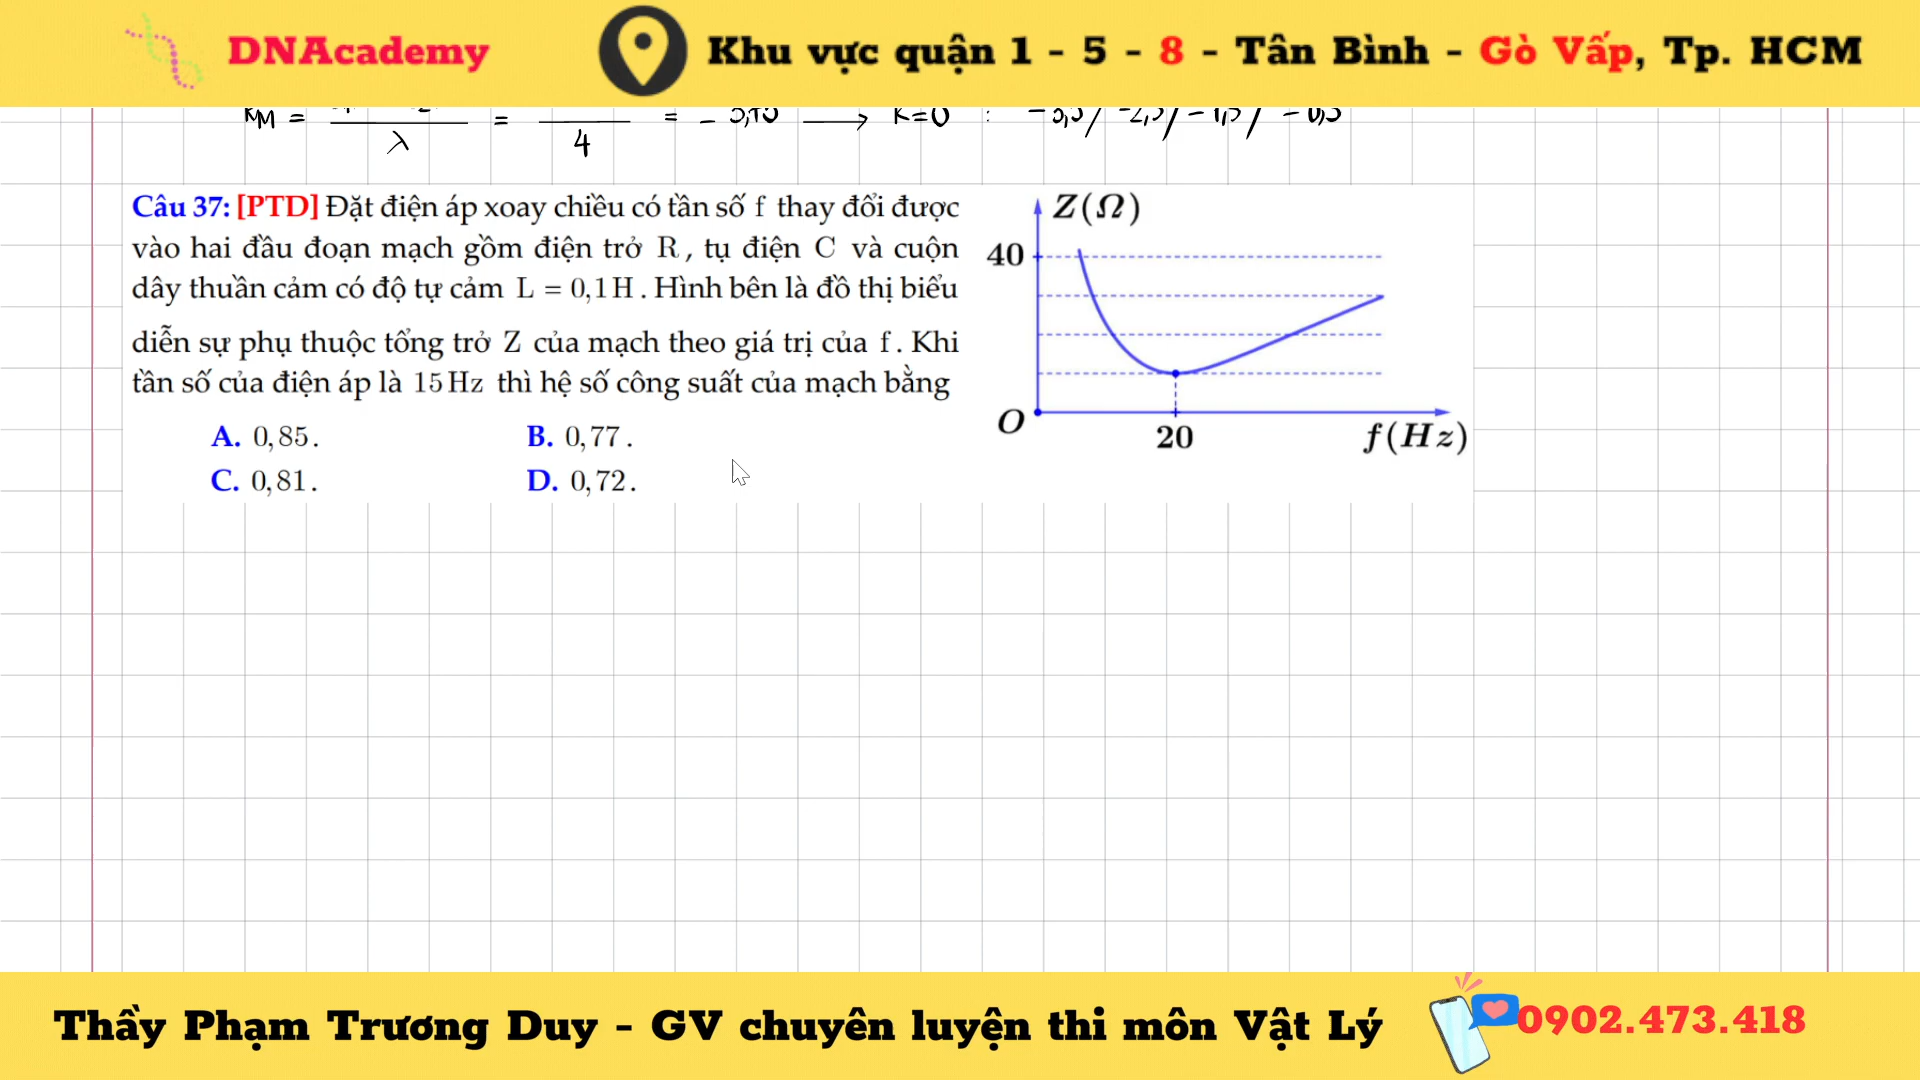 DNAcademy
Khu vực quận 1 - 5 - 8 - Tân Bình - Gò Vấp, Tp. HCM
λ = 4 = → K=0 :
Câu 37: [PTD] Đặt điện áp xoay chiều có tần số f thay đổi được
vào hai đầu đoạn mạch gồm điện trở R, tụ điện C và cuộn
dây thuần cảm có độ tự cảm L = 0,1 H. Hình bên là đồ thị biểu
diễn sự phụ thuộc tổng trở Z của mạch theo giá trị của f. Khi
tần số của điện áp là 15 Hz thì hệ số công suất của mạch bằng
A. 0,85. B. 0,77.
C. 0,81. D. 0,72.
Z(Ω)
40
O
20
f(Hz)
Thầy Phạm Trương Duy - GV chuyên luyện thi môn Vật Lý
0902.473.418